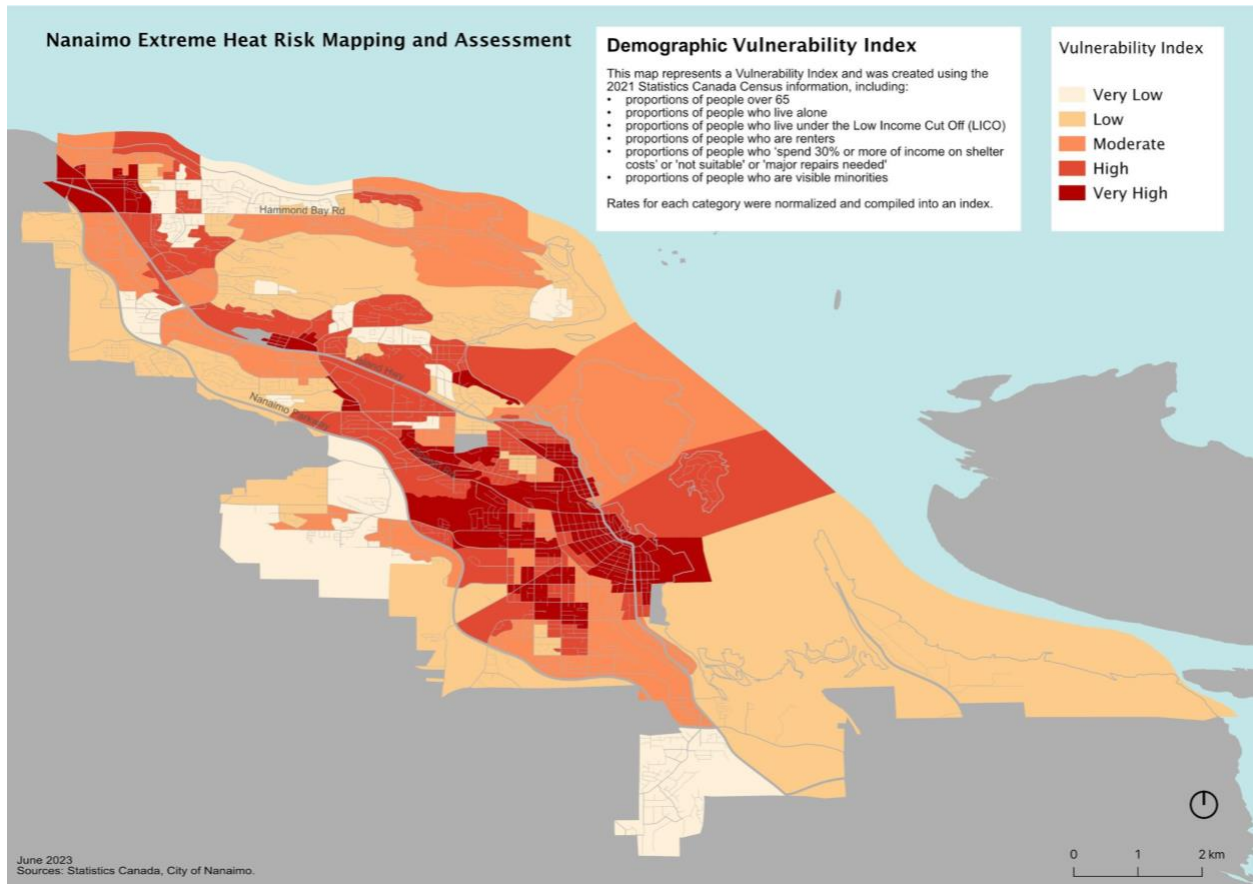 Nanaimo Extreme Heat Risk Mapping and Assessment
Demographic Vulnerability Index
This map represents a Vulnerability Index and was created using the
2021 Statistics Canada Census information, including:
• proportions of people over 65
• proportions of people who live alone
• proportions of people who live under the Low Income Cut Off (LICO)
• proportions of people who are renters
• proportions of people who ‘spend 30% or more of income on shelter
costs’ or 'not suitable' or 'major repairs needed'
• proportions of people who are visible minorities
Rates for each category were normalized and compiled into an index.
Vulnerability Index
Very Low
Low
Moderate
High
Very High
Hammond Bay Rd
Island Hwy
Nanaimo
June 2023
Sources: Statistics Canada, City of Nanaimo.
0 1 2 km